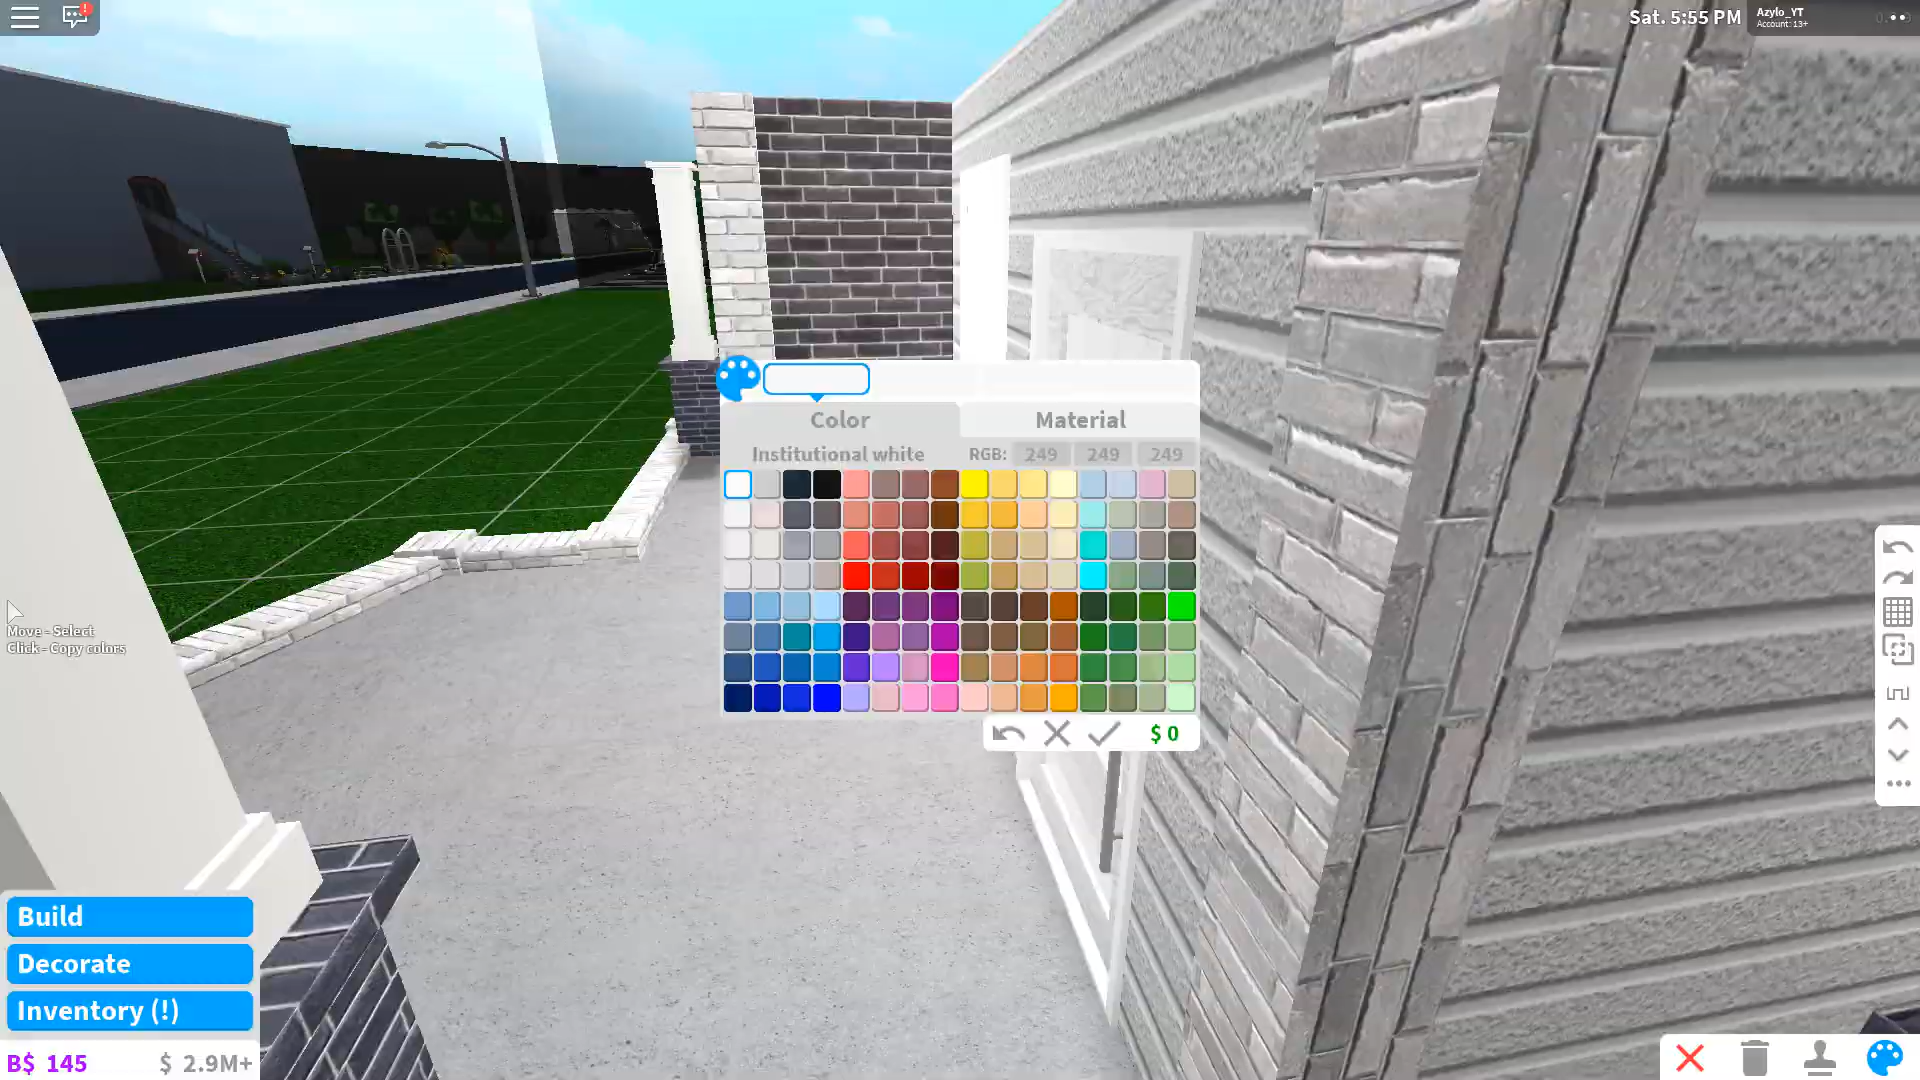 Sat. 5:55 PM
Azylo_YT
Account: 13+
Color
Material
Institutional white
RGB: 249 249 249
Move - Select
Click - Copy colors
$ 0
Build
Decorate
Inventory (!)
B$ 145
$ 2.9M+